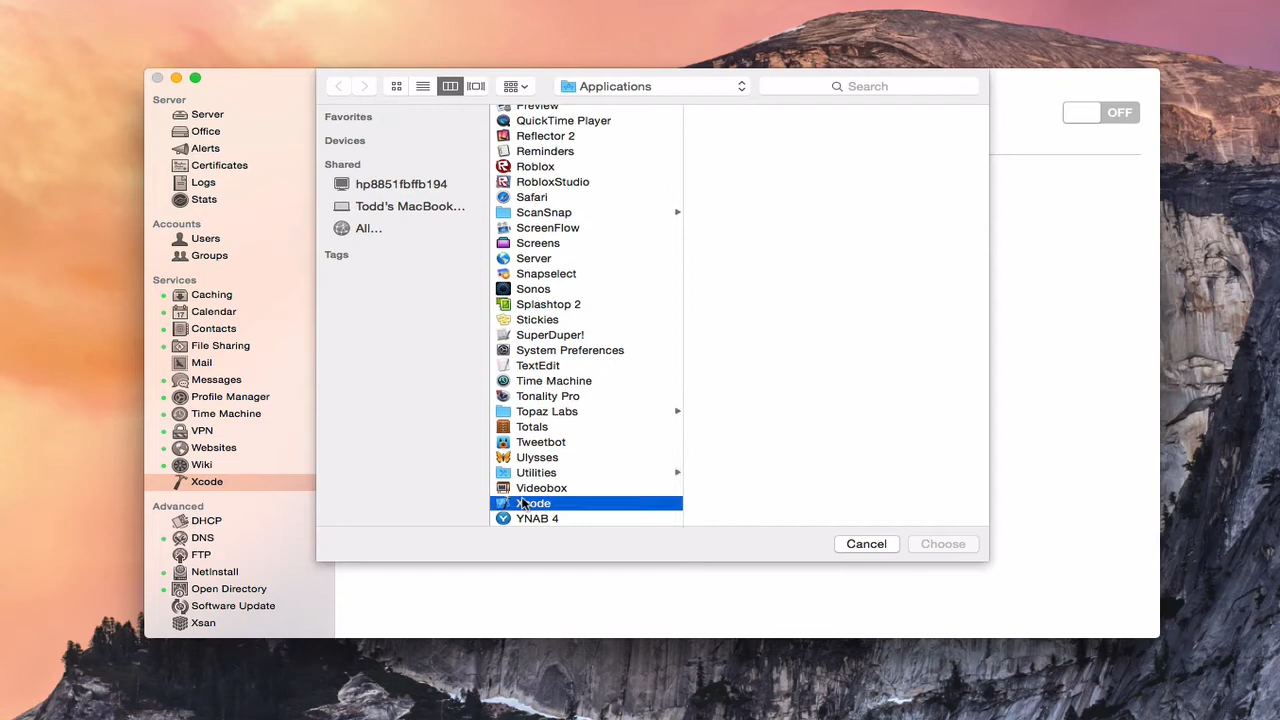 Server
Server
Office
Alerts
Certificates
Logs
Stats
Accounts
Users
Groups
Services
Caching
Calendar
Contacts
File Sharing
Mail
Messages
Profile Manager
Time Machine
VPN
Websites
Wiki
Xcode
Advanced
DHCP
DNS
FTP
NetInstall
Open Directory
Software Update
Xsan
Applications
Search
Favorites
Devices
Shared
hp8851fbffb194
Todd's MacBook...
All...
Tags
Preview
QuickTime Player
Reflector 2
Reminders
Roblox
RobloxStudio
Safari
ScanSnap
ScreenFlow
Screens
Server
Snapselect
Sonos
Splashtop 2
Stickies
SuperDuper!
System Preferences
TextEdit
Time Machine
Tonality Pro
Topaz Labs
Totals
Tweetbot
Ulysses
Utilities
Videobox
Xcode
YNAB 4
Cancel
Choose
OFF